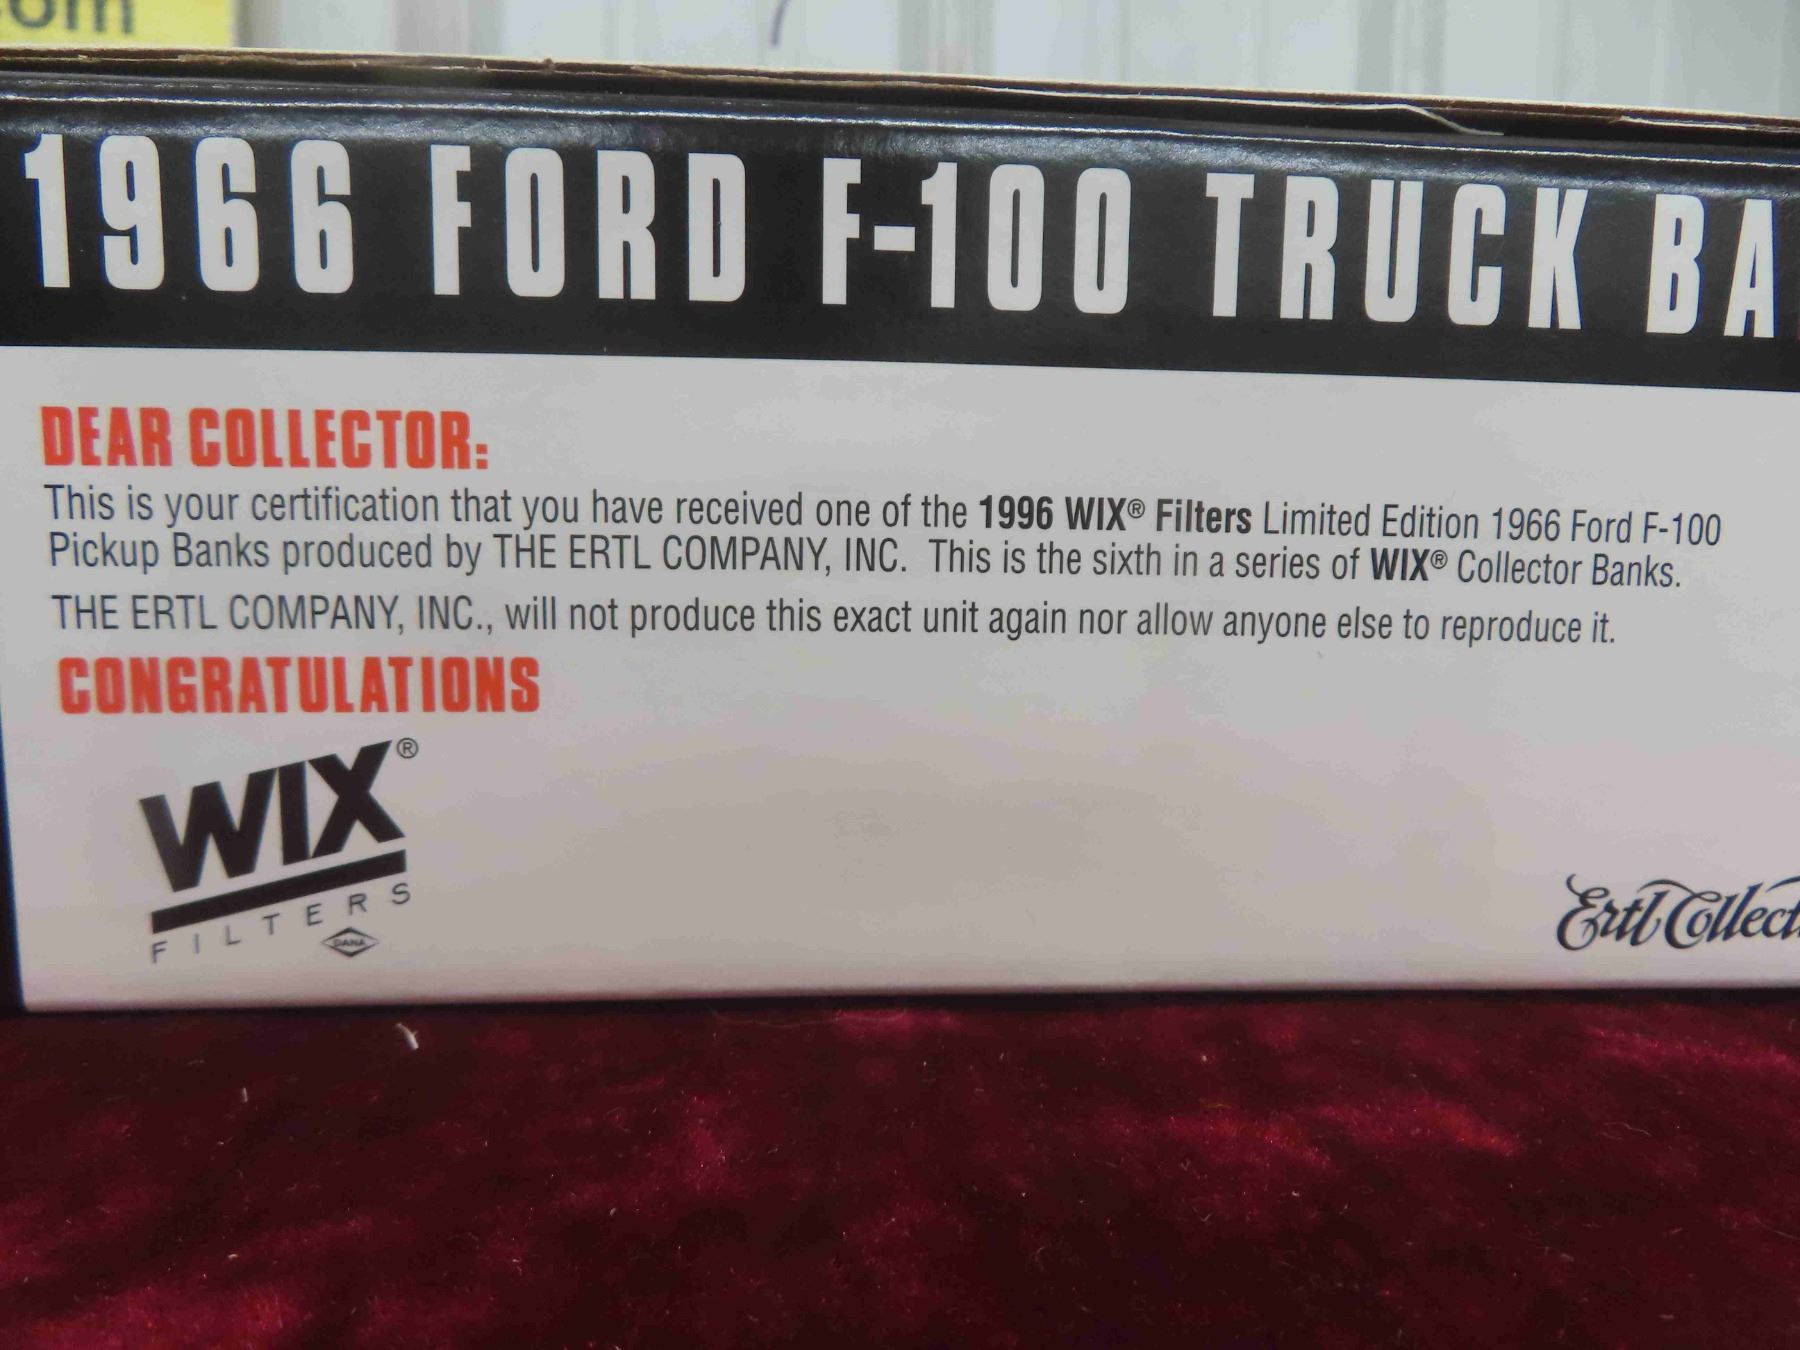 om
1966 FORD F-100 TRUCK BA
DEAR COLLECTOR:
This is your certification that you have received one of the 1996 WIX® Filters Limited Edition 1966 Ford F-100
Pickup Banks produced by THE ERTL COMPANY, INC. This is the sixth in a series of WIX® Collector Banks.
THE ERTL COMPANY, INC., will not produce this exact unit again nor allow anyone else to reproduce it.
CONGRATULATIONS
WIX®
FILTERS
DANA
Ertl Collect